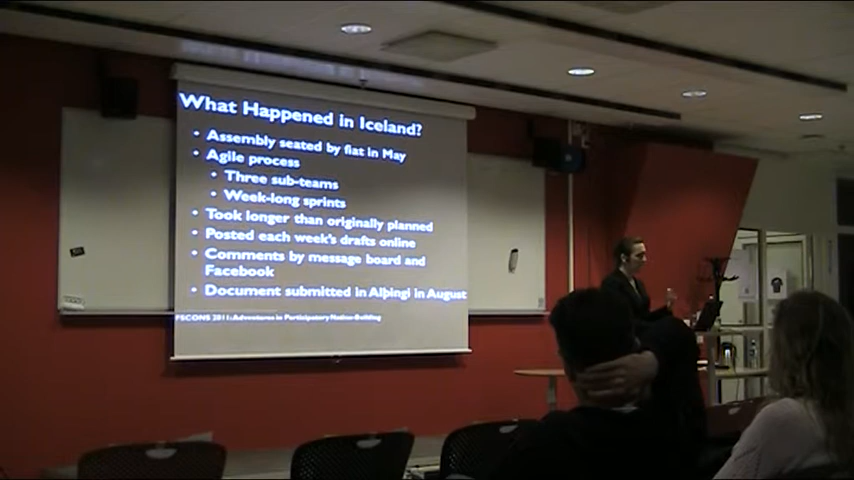 What Happened in Iceland?
• Assembly seated by fiat in May
• Agile process
• Three sub-teams
• Week-long sprints
• Took longer than originally planned
• Posted each week's drafts online
• Comments by message board and
Facebook
• Document submitted in Alþingi in August
FSCONS 2011: Adventures in Participatory Nation-Building